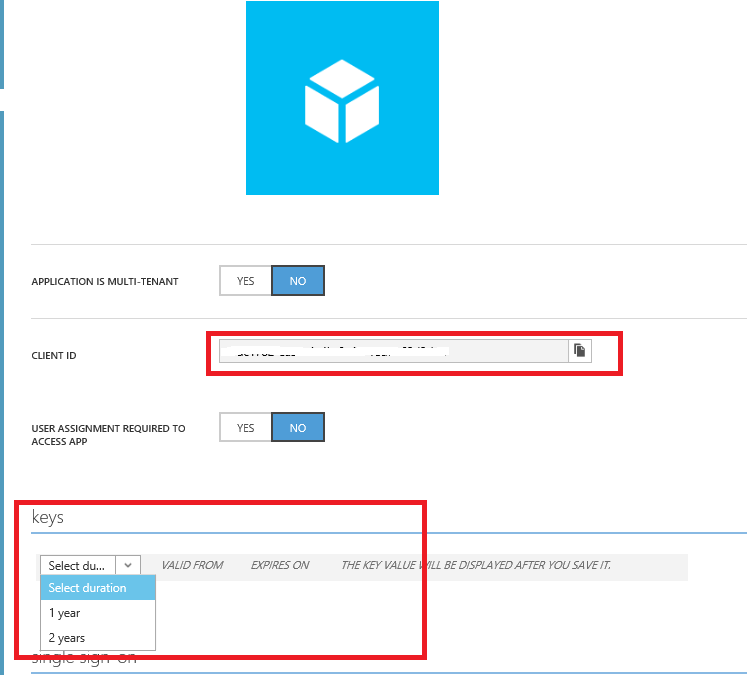 APPLICATION IS MULTI-TENANT
YES
NO
CLIENT ID
USER ASSIGNMENT REQUIRED TO
ACCESS APP
YES
NO
keys
Select du...
VALID FROM
EXPIRES ON
THE KEY VALUE WILL BE DISPLAYED AFTER YOU SAVE IT.
Select duration
1 year
2 years
single sign-on